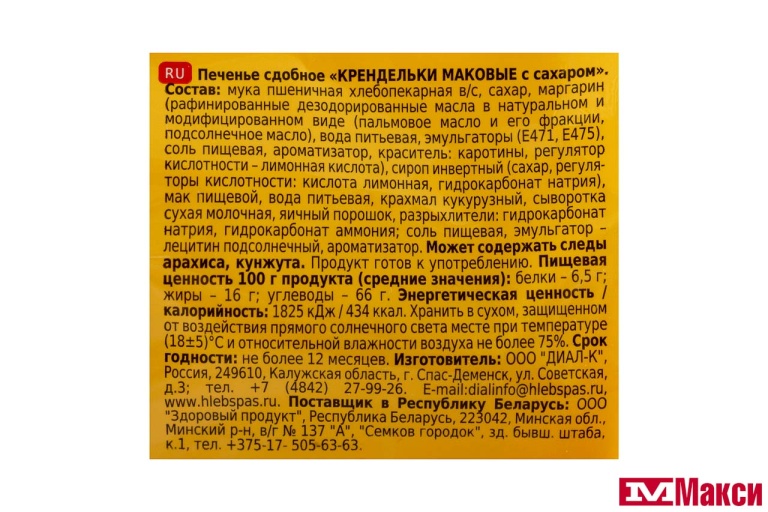 RU Печенье сдобное «КРЕНДЕЛЬКИ МАКОВЫЕ с сахаром».
Состав: мука пшеничная хлебопекарная в/с, сахар, маргарин
(рафинированные дезодорированные масла в натуральном и
модифицированном виде (пальмовое масло и его фракции,
подсолнечное масло), вода питьевая, эмульгаторы (Е471, Е475),
соль пищевая, ароматизатор, краситель: каротины, регулятор
кислотности – лимонная кислота), сироп инвертный (сахар, регуля-
торы кислотности: кислота лимонная, гидрокарбонат натрия),
мак пищевой, вода питьевая, крахмал кукурузный, сыворотка
сухая молочная, яичный порошок, разрыхлители: гидрокарбонат
натрия, гидрокарбонат аммония; соль пищевая, эмульгатор –
лецитин подсолнечный, ароматизатор. Может содержать следы
арахиса, кунжута. Продукт готов к употреблению. Пищевая
ценность 100 г продукта (средние значения): белки – 6,5 г;
жиры – 16 г; углеводы – 66 г. Энергетическая ценность /
калорийность: 1825 кДж / 434 ккал. Хранить в сухом, защищенном
от воздействия прямого солнечного света месте при температуре
(18±5)°С и относительной влажности воздуха не более 75%. Срок
годности: не более 12 месяцев. Изготовитель: ООО "ДИАЛ-К",
Россия, 249610, Калужская область, г. Спас-Деменск, ул. Советская,
д.3; тел. +7 (4842) 27-99-26. E-mail:dialinfo@hlebspas.ru,
www.hlebspas.ru. Поставщик в Республику Беларусь: ООО
"Здоровый продукт", Республика Беларусь, 223042, Минская обл.,
Минский р-н, в/г № 137 "А", "Семков городок", зд. бывш. штаба,
к.1, тел. +375-17- 505-63-63.
Макси